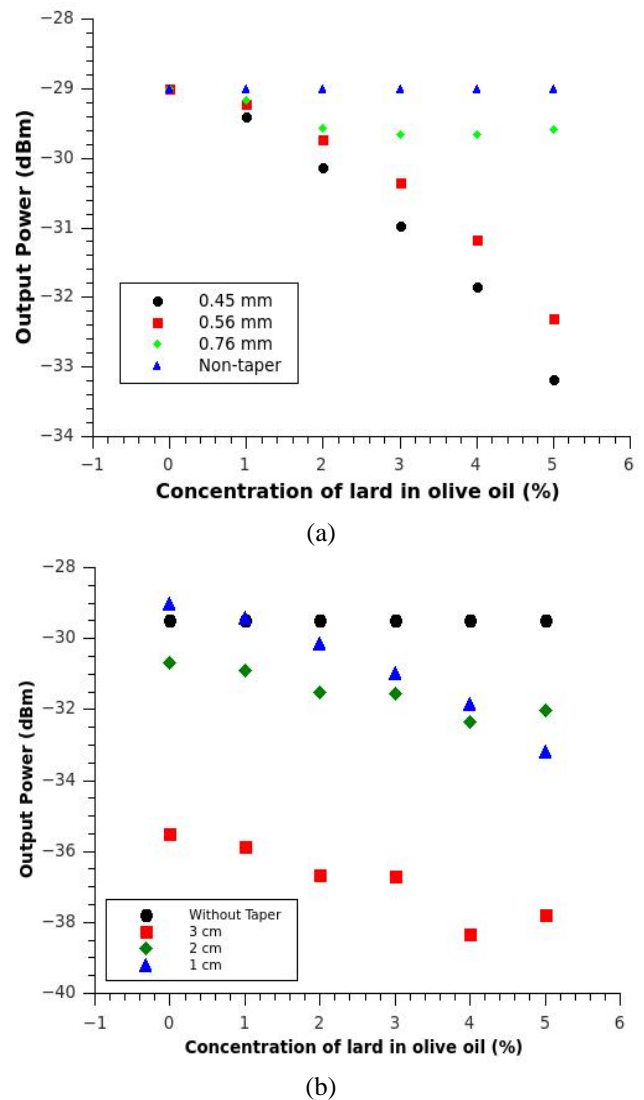 −28
−29
−30
−31
−32
−33
−34
Output Power (dBm)
0.45 mm
0.56 mm
0.76 mm
Non-taper
−1 0 1 2 3 4 5 6
Concentration of lard in olive oil (%)
(a)
−28
−30
−32
−34
−36
−38
−40
Output Power (dBm)
Without Taper
3 cm
2 cm
1 cm
−1 0 1 2 3 4 5 6
Concentration of lard in olive oil (%)
(b)